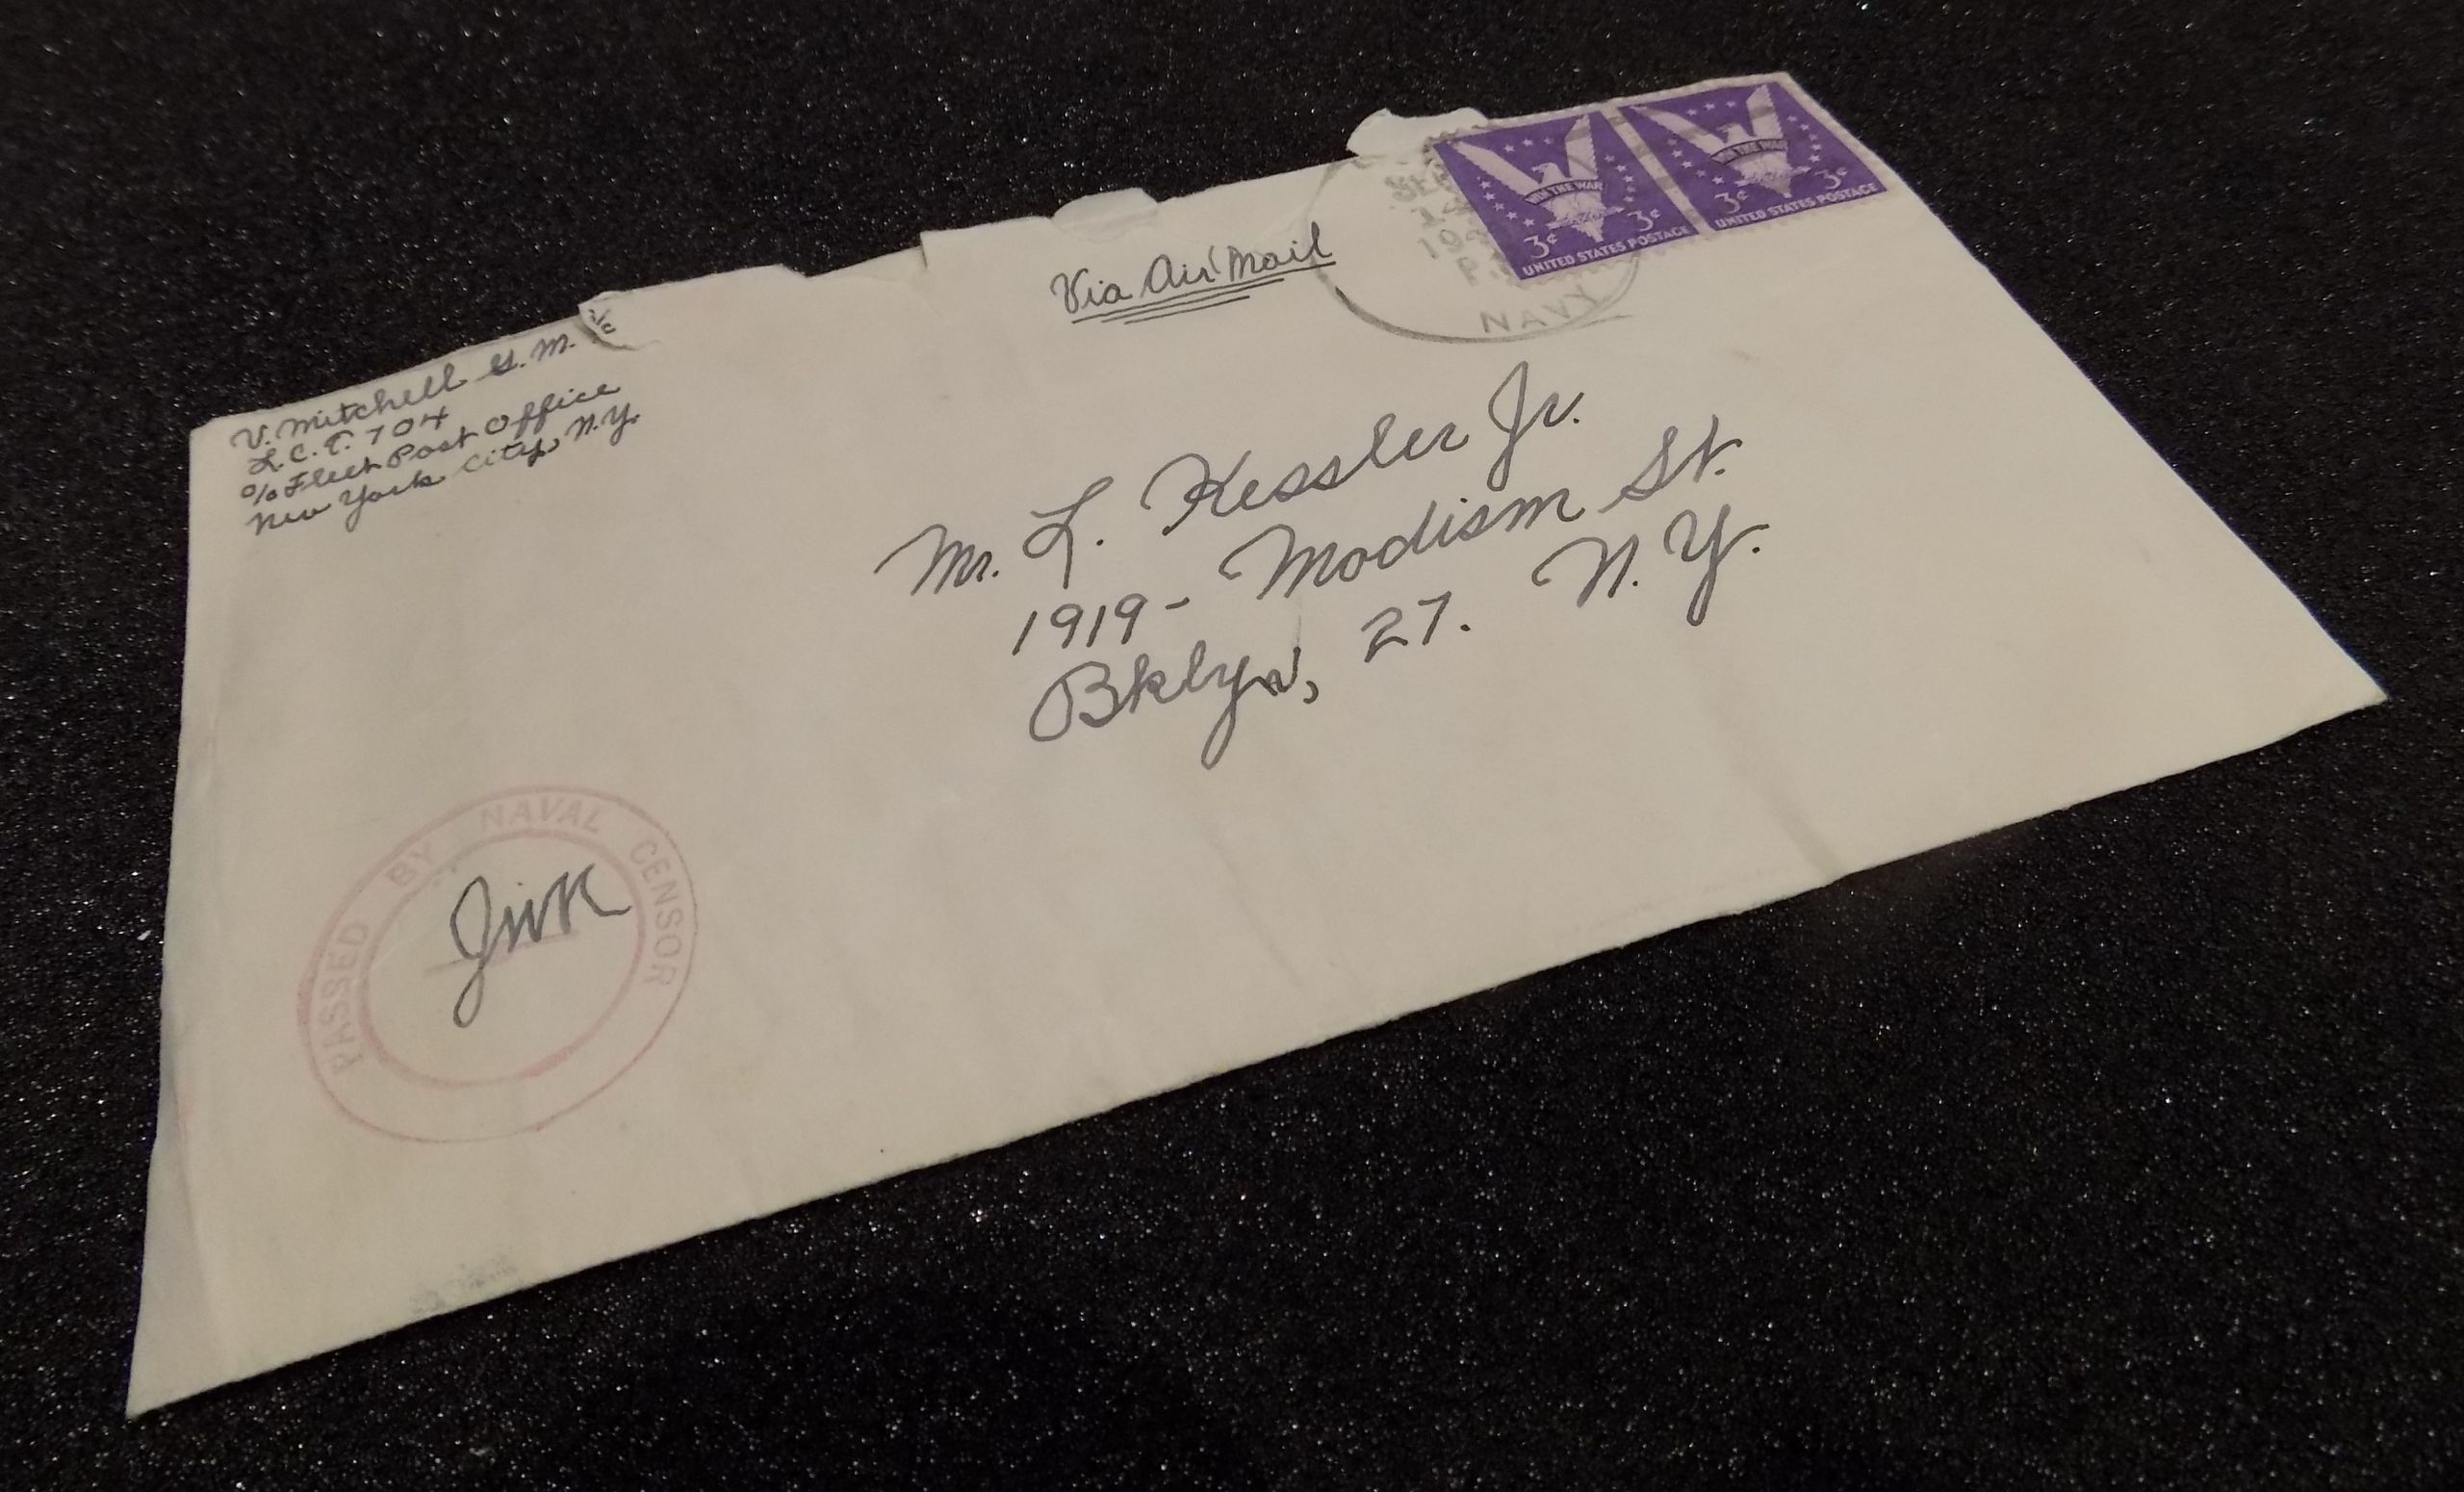 V. Mitchell G. M.
L. C. T. 704
c/o Fleet Post Office
New York City, N. Y.
Via Air Mail
NAVY
WIN THE WAR
3¢ 3¢
UNITED STATES POSTAGE
WIN THE WAR
3¢ 3¢
UNITED STATES POSTAGE
Mr. L. Kessler Jr.
1919 - Madison St.
Bklyn, 27. N. Y.
PASSED BY NAVAL CENSOR